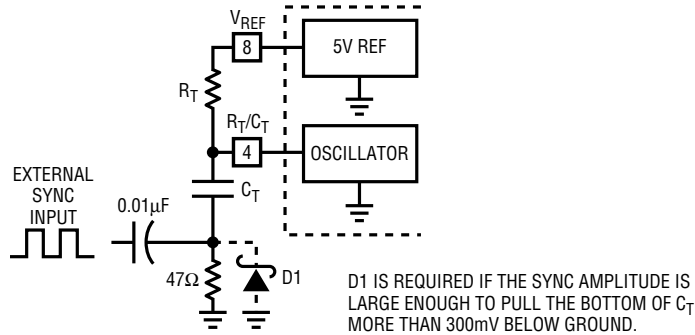 VREF
8
5V REF
RT
RT/CT
4
OSCILLATOR
EXTERNAL
SYNC
INPUT
0.01µF
CT
47Ω
D1
D1 IS REQUIRED IF THE SYNC AMPLITUDE IS
LARGE ENOUGH TO PULL THE BOTTOM OF CT
MORE THAN 300mV BELOW GROUND.